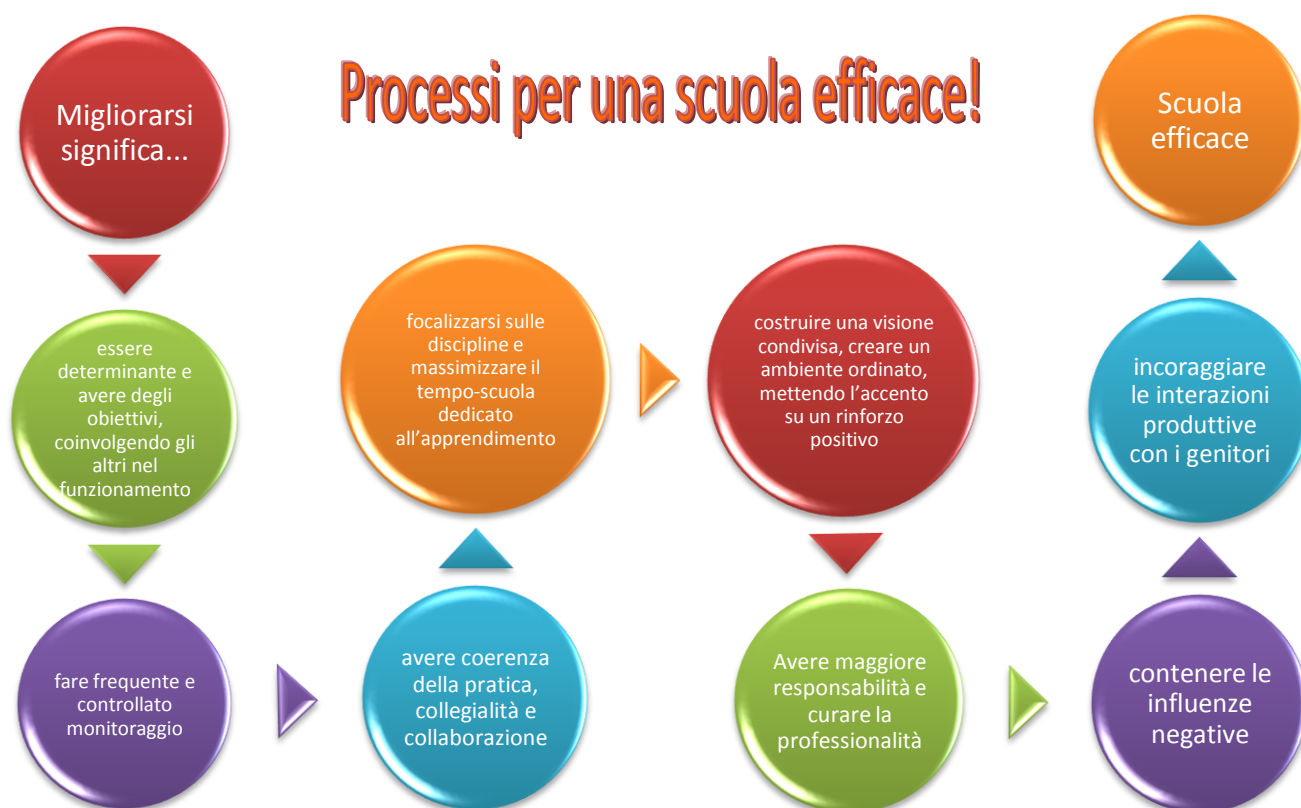 Processi per una scuola efficace!
Migliorarsi
significa...
essere
determinante e
avere degli
obiettivi,
coinvolgendo gli
altri nel
funzionamento
fare frequente e
controllato
monitoraggio
avere coerenza
della pratica,
collegialità e
collaborazione
focalizzarsi sulle
discipline e
massimizzare il
tempo-scuola
dedicato
all’apprendimento
costruire una visione
condivisa, creare un
ambiente ordinato,
mettendo l’accento
su un rinforzo
positivo
Avere maggiore
responsabilità e
curare la
professionalità
contenere le
influenze
negative
incoraggiare
le interazioni
produttive
con i genitori
Scuola
efficace